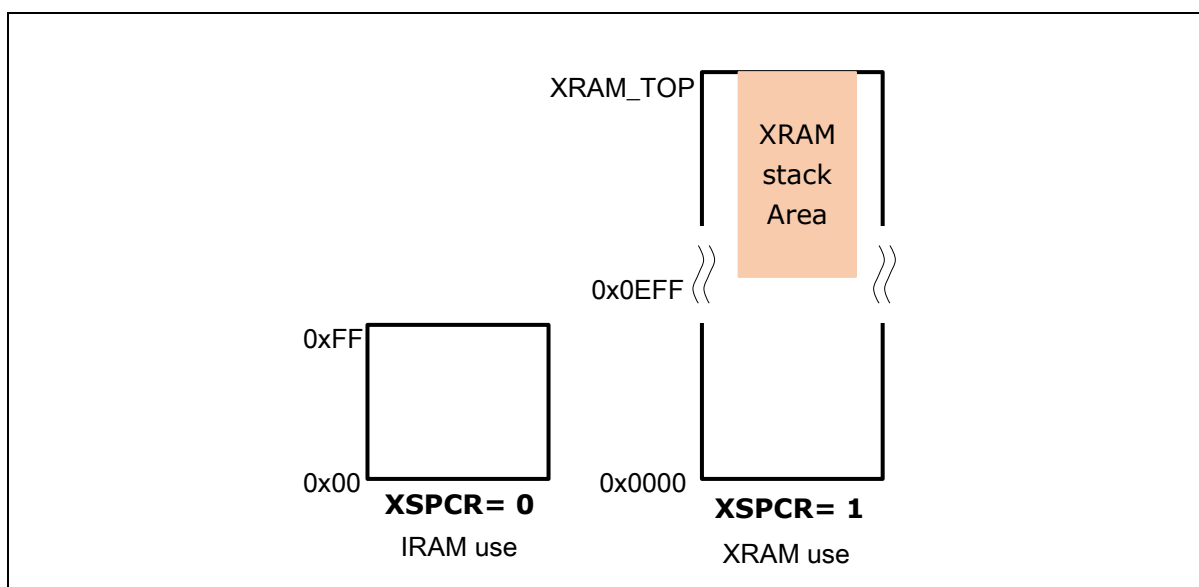 XRAM_TOP
XRAM
stack
Area
0x0EFF
0xFF
0x00
0x0000
XSPCR= 0
XSPCR= 1
IRAM use
XRAM use